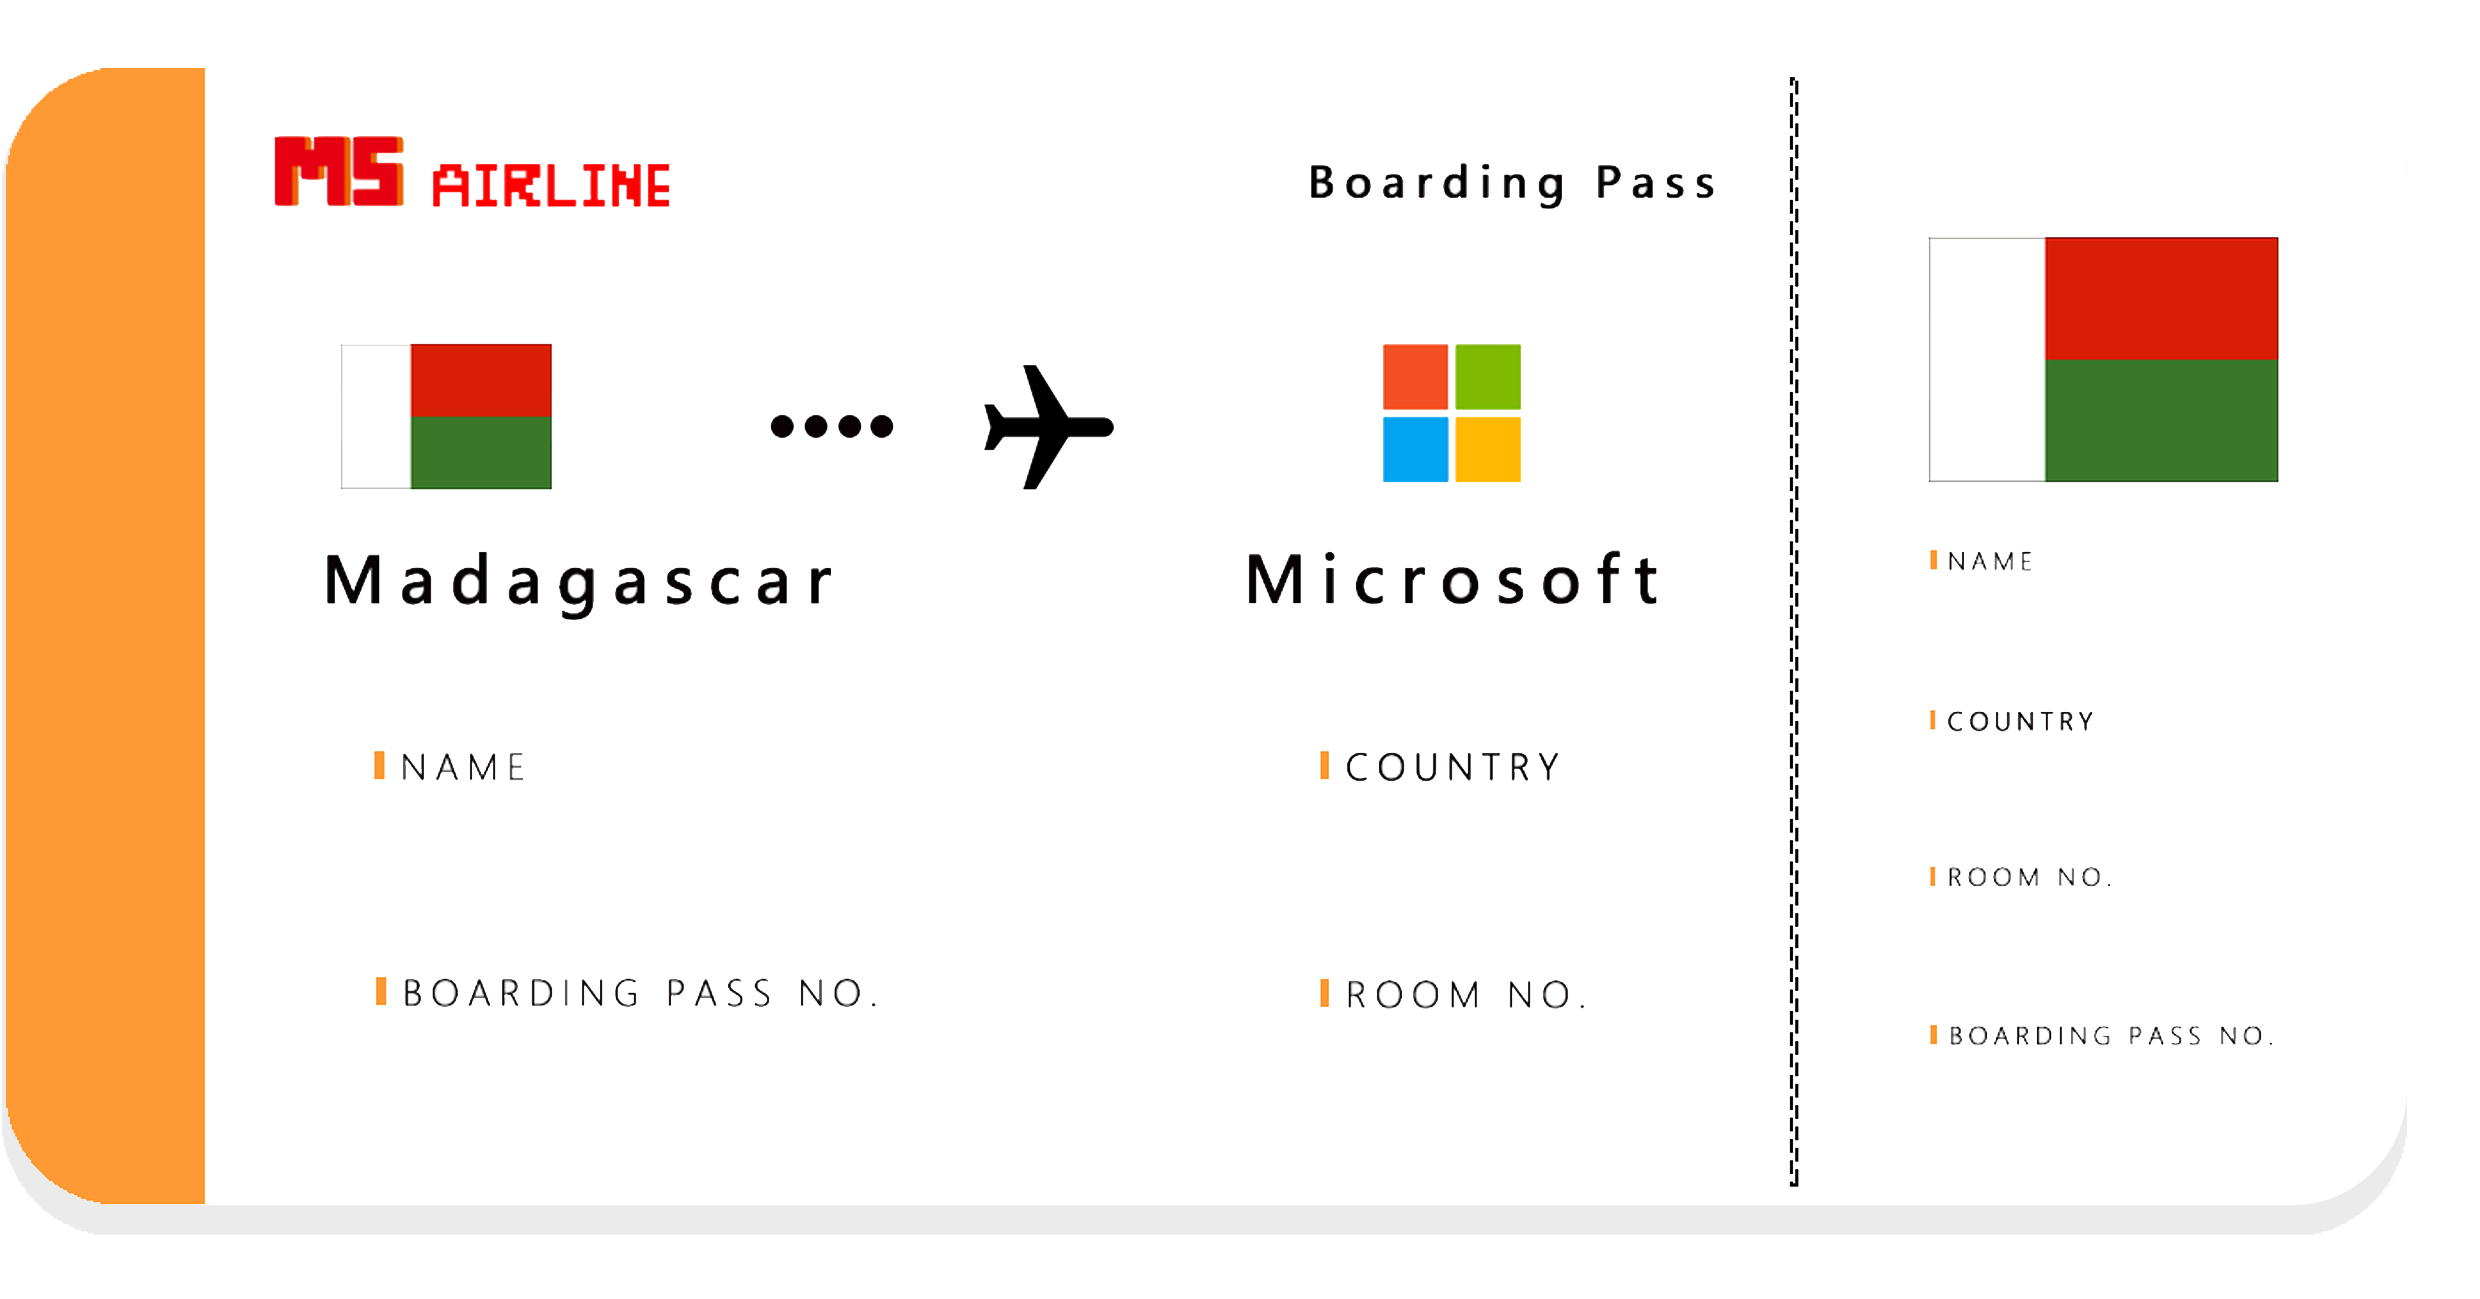 MS AIRLINE
Boarding Pass
Madagascar
Microsoft
NAME
COUNTRY
BOARDING PASS NO.
ROOM NO.
NAME
COUNTRY
ROOM NO.
BOARDING PASS NO.